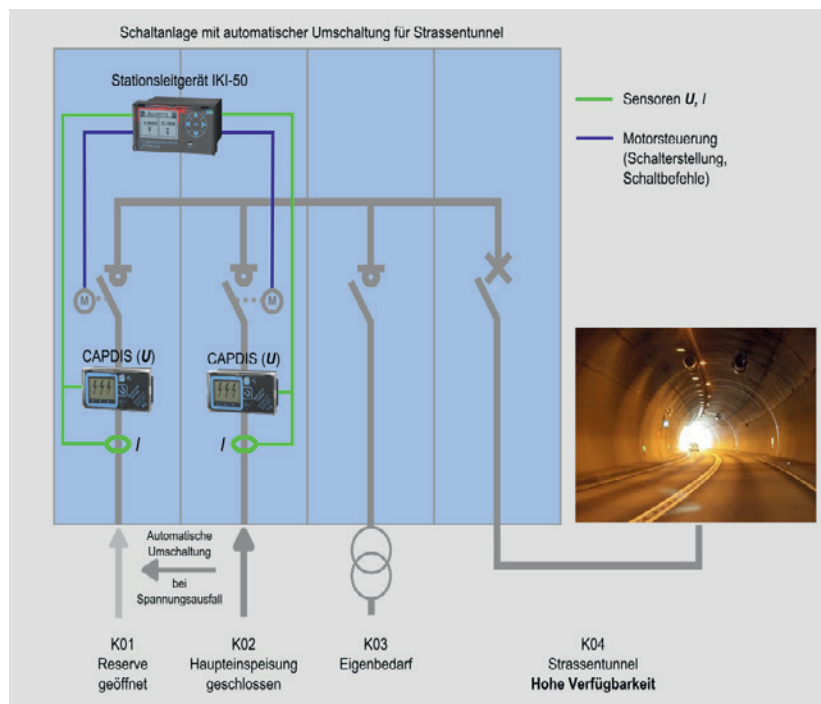 Schaltanlage mit automatischer Umschaltung für Strassentunnel
Stationsleitgerät IKI-50
Sensoren U, I
Motorsteuerung
(Schalterstellung,
Schaltbefehle)
M
M
CAPDIS (U)
CAPDIS (U)
I
I
Automatische
Umschaltung
bei
Spannungsausfall
K01
Reserve
geöffnet
K02
Haupteinspeisung
geschlossen
K03
Eigenbedarf
K04
Strassentunnel
Hohe Verfügbarkeit